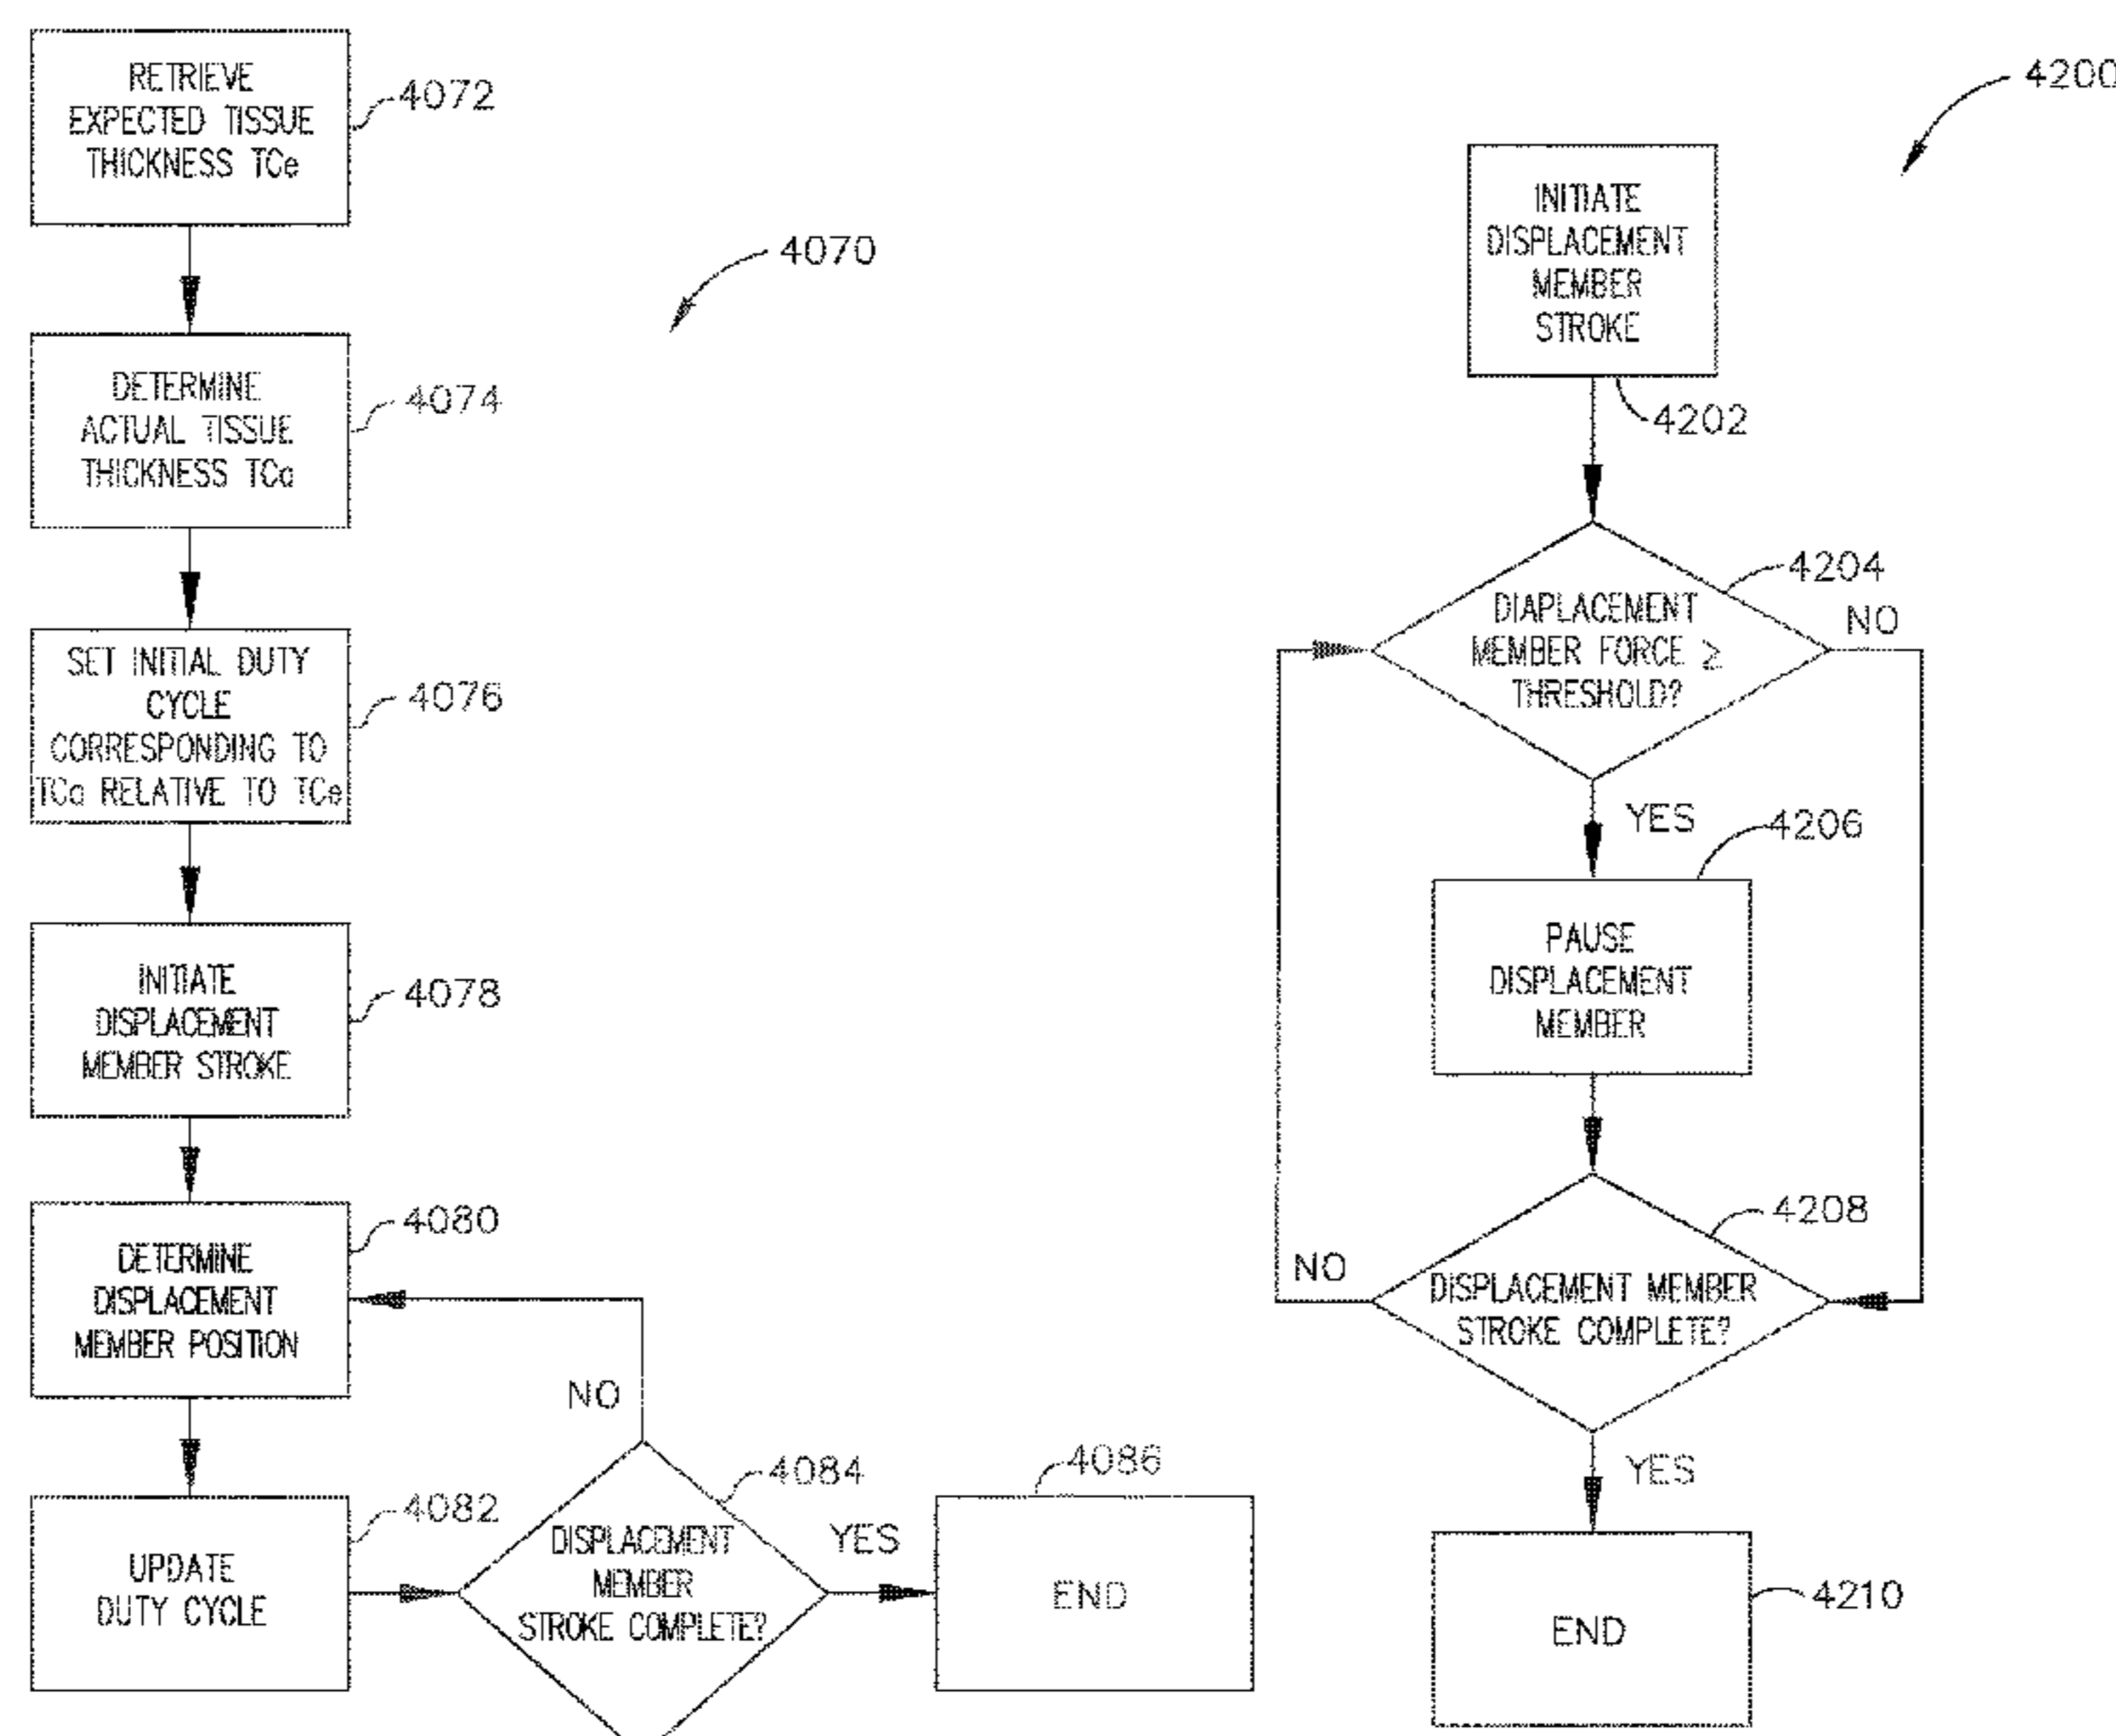 RETRIEVE
EXPECTED TISSUE
THICKNESS TCe
4072
4070
DETERMINE
ACTUAL TISSUE
THICKNESS TCa
4074
SET INITIAL DUTY
CYCLE
CORRESPONDING TO
TCa RELATIVE TO TCe
4076
INITIATE
DISPLACEMENT
MEMBER STROKE
4078
DETERMINE
DISPLACEMENT
MEMBER POSITION
4080
UPDATE
DUTY CYCLE
4082
NO
DISPLACEMENT
MEMBER
STROKE COMPLETE?
4084
YES
END
4086
4200
INITIATE
DISPLACEMENT
MEMBER
STROKE
4202
DIAPLACEMENT
MEMBER FORCE ≥
THRESHOLD?
4204
NO
YES
PAUSE
DISPLACEMENT
MEMBER
4206
DISPLACEMENT MEMBER
STROKE COMPLETE?
4208
NO
YES
END
4210